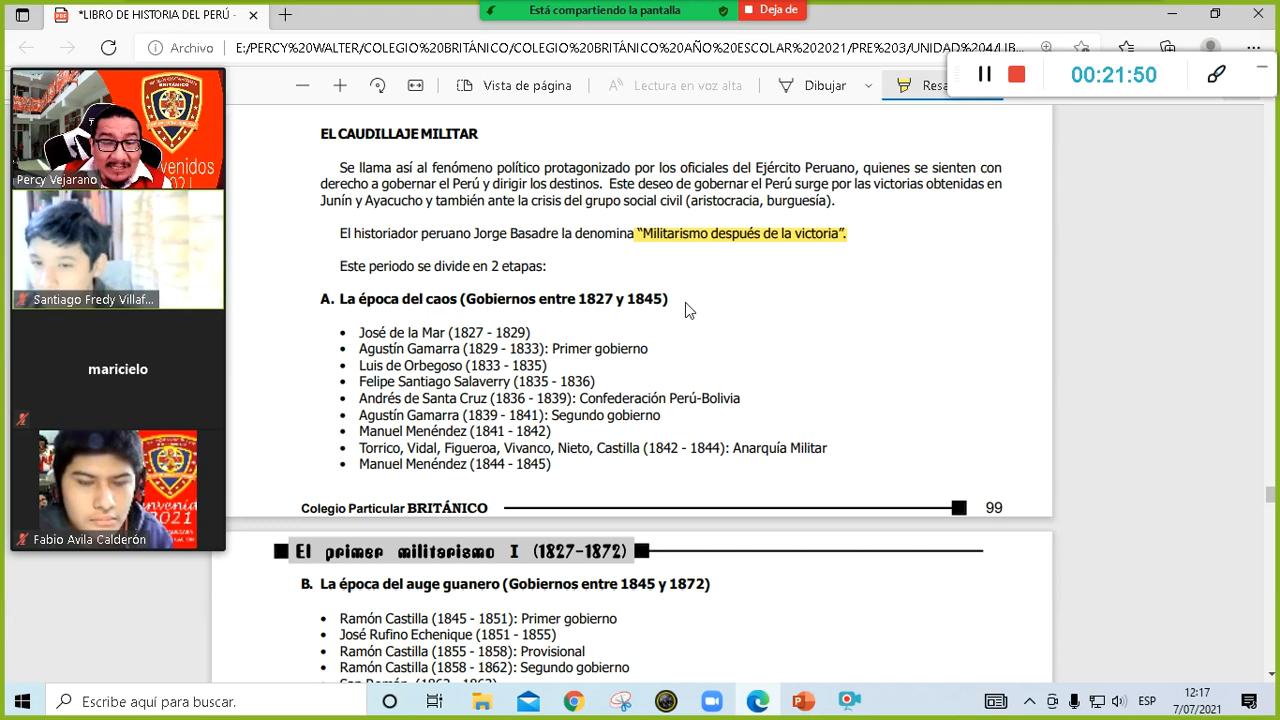 *LIBRO DE HISTORIA DEL PERÚ -
Está compartiendo la pantalla
Deja de
Archivo
E:/PERCY%20WALTER/COLEGIO%20BRITÁNICO/COLEGIO%20BRITÁNICO%20AÑO%20ESCOLAR%202021/PRE%203/UNIDAD%204/LIB...
Vista de página
Lectura en voz alta
Dibujar
Resa
00:21:50
BRITÁNICO
Percy Vejarano
Santiago Fredy Villaf...
maricielo
Fabio Avila Calderón
EL CAUDILLAJE MILITAR
Se llama así al fenómeno político protagonizado por los oficiales del Ejército Peruano, quienes se sienten con
derecho a gobernar el Perú y dirigir los destinos. Este deseo de gobernar el Perú surge por las victorias obtenidas en
Junín y Ayacucho y también ante la crisis del grupo social civil (aristocracia, burguesía).
El historiador peruano Jorge Basadre la denomina “Militarismo después de la victoria”.
Este periodo se divide en 2 etapas:
A. La época del caos (Gobiernos entre 1827 y 1845)
• José de la Mar (1827 - 1829)
• Agustín Gamarra (1829 - 1833): Primer gobierno
• Luis de Orbegoso (1833 - 1835)
• Felipe Santiago Salaverry (1835 - 1836)
• Andrés de Santa Cruz (1836 - 1839): Confederación Perú-Bolivia
• Agustín Gamarra (1839 - 1841): Segundo gobierno
• Manuel Menéndez (1841 - 1842)
• Torrico, Vidal, Figueroa, Vivanco, Nieto, Castilla (1842 - 1844): Anarquía Militar
• Manuel Menéndez (1844 - 1845)
Colegio Particular BRITÁNICO 99
El primer militarismo I (1827-1872)
B. La época del auge guanero (Gobiernos entre 1845 y 1872)
• Ramón Castilla (1845 - 1851): Primer gobierno
• José Rufino Echenique (1851 - 1855)
• Ramón Castilla (1855 - 1858): Provisional
• Ramón Castilla (1858 - 1862): Segundo gobierno
Escribe aquí para buscar.
ESP
12:17
7/07/2021